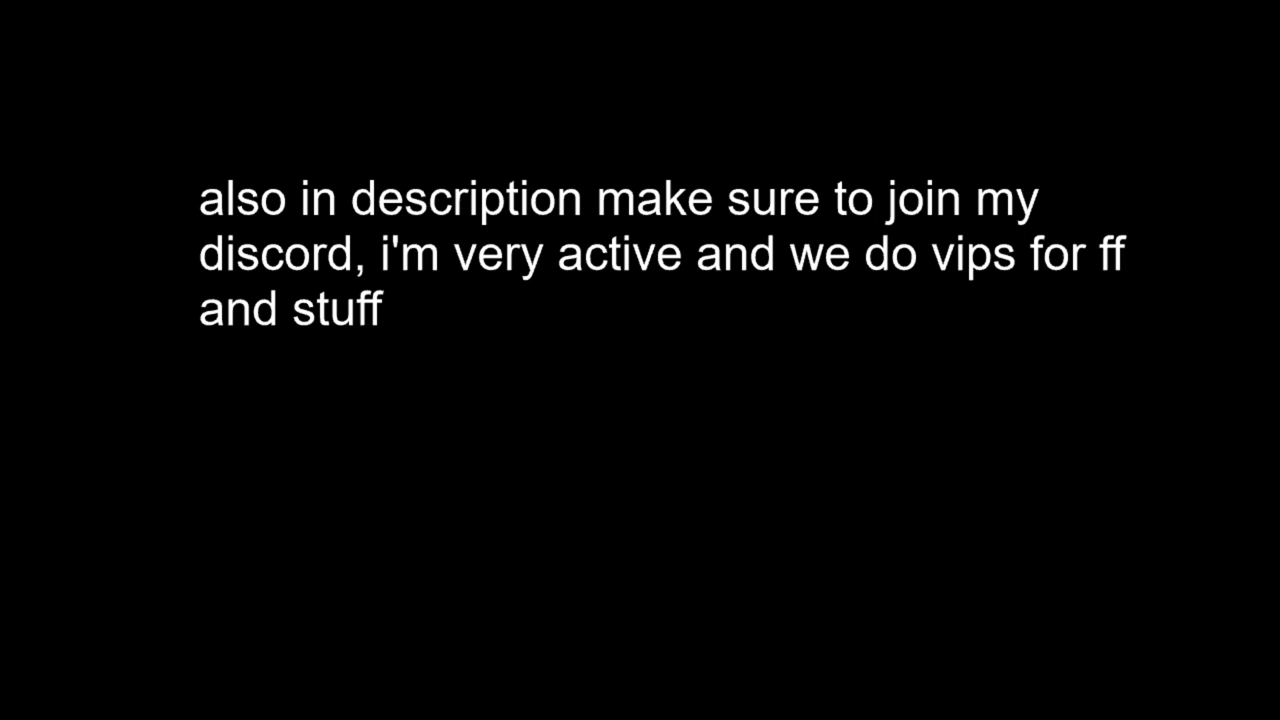 also in description make sure to join my
discord, i'm very active and we do vips for ff
and stuff